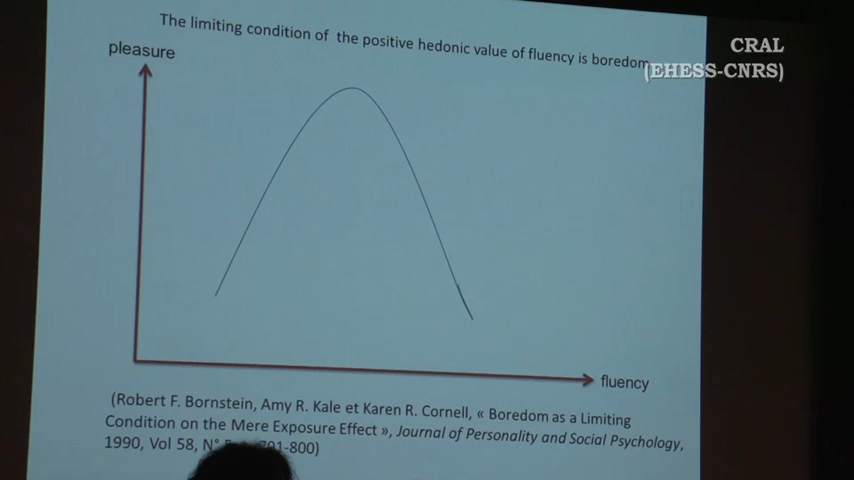 The limiting condition of the positive hedonic value of fluency is boredom
CRAL
(EHESS-CNRS)
pleasure
fluency
(Robert F. Bornstein, Amy R. Kale et Karen R. Cornell, « Boredom as a Limiting
Condition on the Mere Exposure Effect », Journal of Personality and Social Psychology,
1990, Vol 58, N° 791-800)